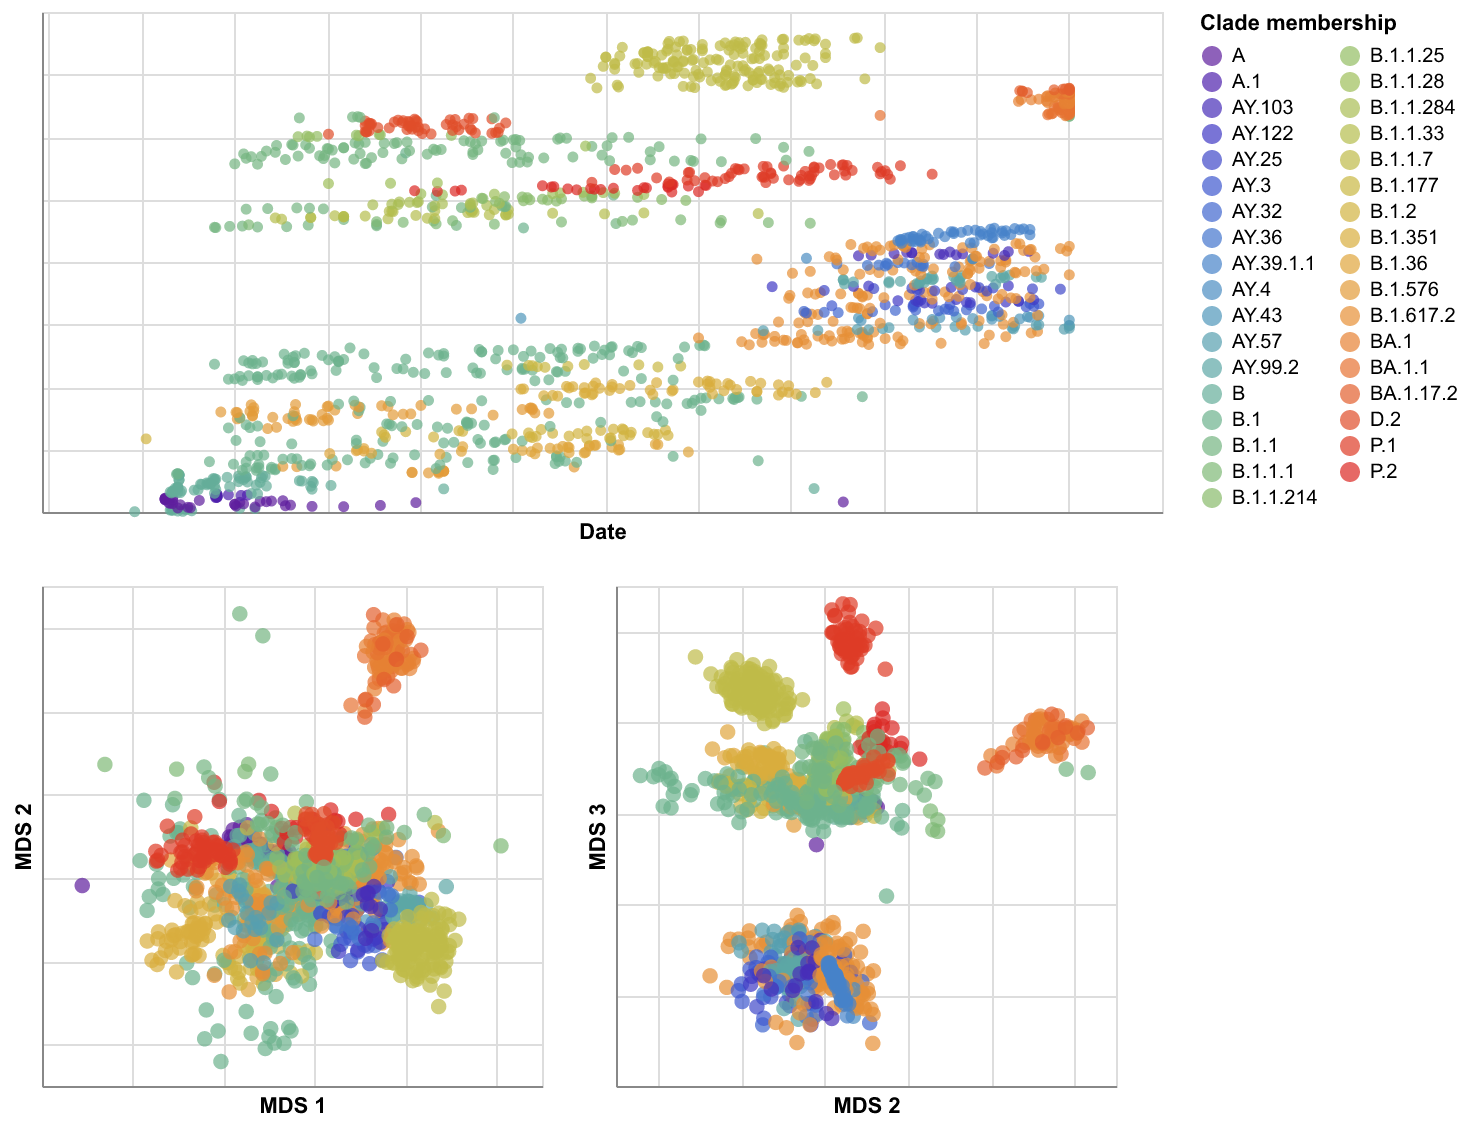 Clade membership
A
A.1
AY.103
AY.122
AY.25
AY.3
AY.32
AY.36
AY.39.1.1
AY.4
AY.43
AY.57
AY.99.2
B
B.1
B.1.1
B.1.1.1
B.1.1.214
B.1.1.25
B.1.1.28
B.1.1.284
B.1.1.33
B.1.1.7
B.1.177
B.1.2
B.1.351
B.1.36
B.1.576
B.1.617.2
BA.1
BA.1.1
BA.1.17.2
D.2
P.1
P.2
Date
MDS 2
MDS 1
MDS 3
MDS 2